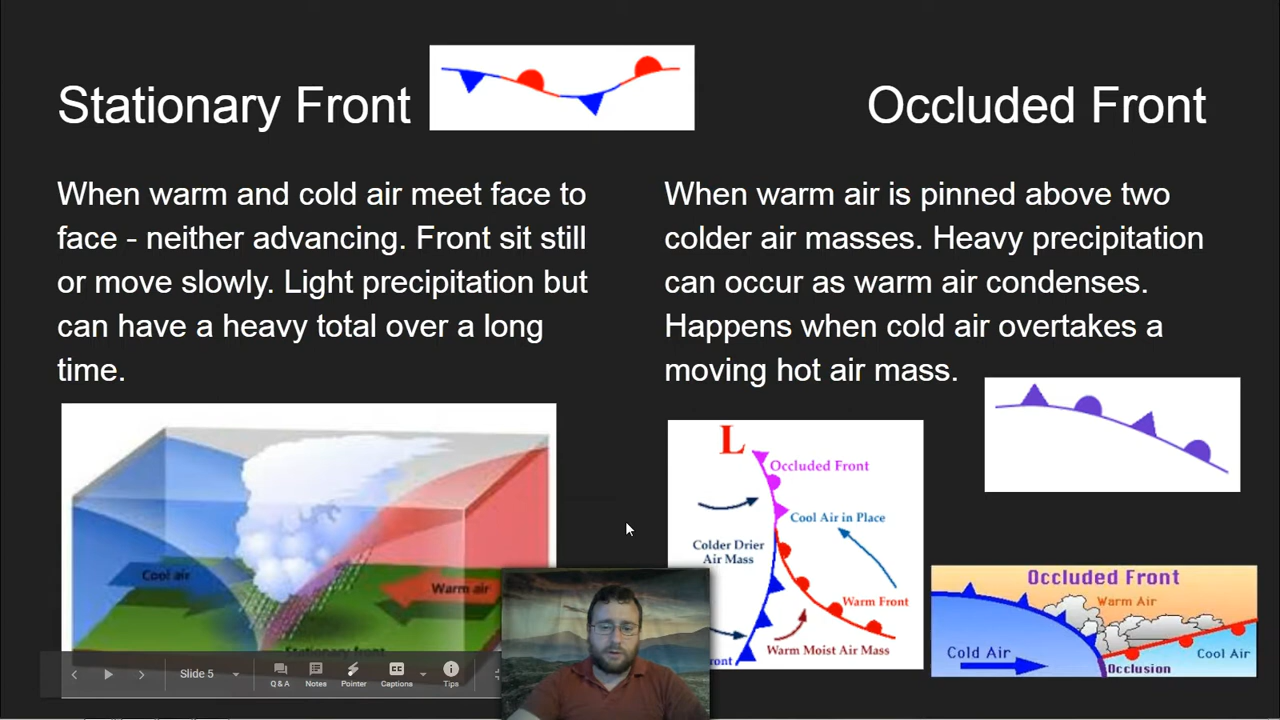 Stationary Front
When warm and cold air meet face to
face - neither advancing. Front sit still
or move slowly. Light precipitation but
can have a heavy total over a long
time.
Cool air
Warm air
Stationary front
Occluded Front
When warm air is pinned above two
colder air masses. Heavy precipitation
can occur as warm air condenses.
Happens when cold air overtakes a
moving hot air mass.
L
Occluded Front
Cool Air in Place
Colder Drier
Air Mass
Warm Front
Warm Moist Air Mass
ront
Occluded Front
Warm Air
Cold Air
Cool Air
Occlusion
Slide 5
Q & A
Notes
Pointer
CC
Captions
Tips